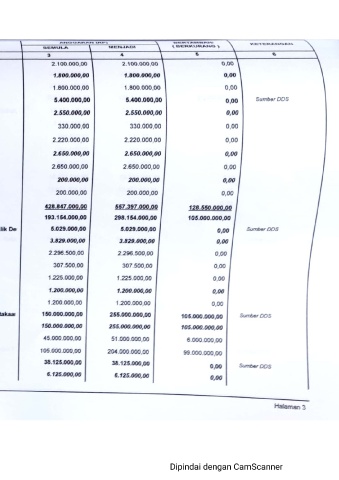 ANGGARAN (RP)
SEMULA MENJADI BERTAMBAH ( BERKURANG ) KETERANGAN
3 4 5 6
2.100.000,00 2.100.000,00 0,00
1.800.000,00 1.800.000,00 0,00
1.800.000,00 1.800.000,00 0,00
5.400.000,00 5.400.000,00 0,00 Sumber DDS
2.550.000,00 2.550.000,00 0,00
330.000,00 330.000,00 0,00
2.220.000,00 2.220.000,00 0,00
2.650.000,00 2.650.000,00 0,00
2.650.000,00 2.650.000,00 0,00
200.000,00 200.000,00 0,00
200.000,00 200.000,00 0,00
428.847.000,00 557.397.000,00 128.550.000,00
193.154.000,00 298.154.000,00 105.000.000,00
lik De 5.029.000,00 5.029.000,00 0,00 Sumber DDS
3.829.000,00 3.829.000,00 0,00
2.296.500,00 2.296.500,00 0,00
307.500,00 307.500,00 0,00
1.225.000,00 1.225.000,00 0,00
1.200.000,00 1.200.000,00 0,00
1.200.000,00 1.200.000,00 0,00
takaar 150.000.000,00 255.000.000,00 105.000.000,00 Sumber DDS
150.000.000,00 255.000.000,00 105.000.000,00
45.000.000,00 51.000.000,00 6.000.000,00
105.000.000,00 204.000.000,00 99.000.000,00
38.125.000,00 38.125.000,00 0,00 Sumber DDS
6.125.000,00 6.125.000,00 0,00
Halaman 3
Dipindai dengan CamScanner